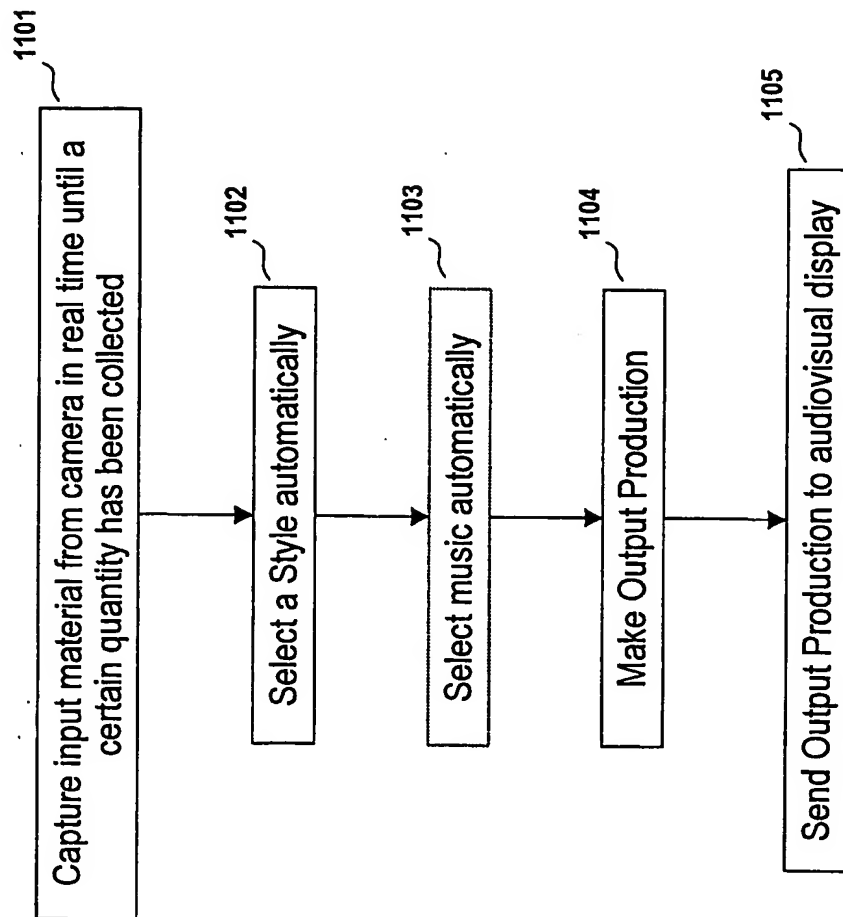 1101
Capture input material from camera in real time until a
certain quantity has been collected
1102
Select a Style automatically
1103
Select music automatically
1104
Make Output Production
1105
Send Output Production to audiovisual display